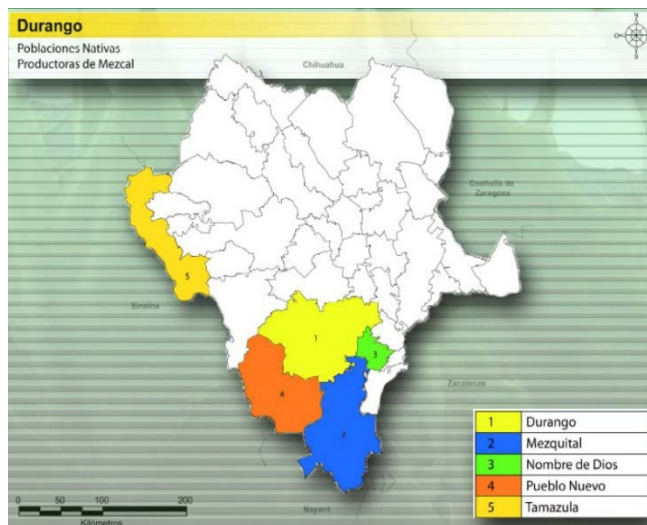 Durango
Poblaciones Nativas
Productoras de Mezcal
N
O
E
S
Chihuahua
Coahuila de
Zaragoza
5
Sinaloa
1
3
Zacatecas
4
2
1 Durango
2 Mezquital
3 Nombre de Dios
4 Pueblo Nuevo
5 Tamazula
0 50 100 200
Kilómetros
Nayarit